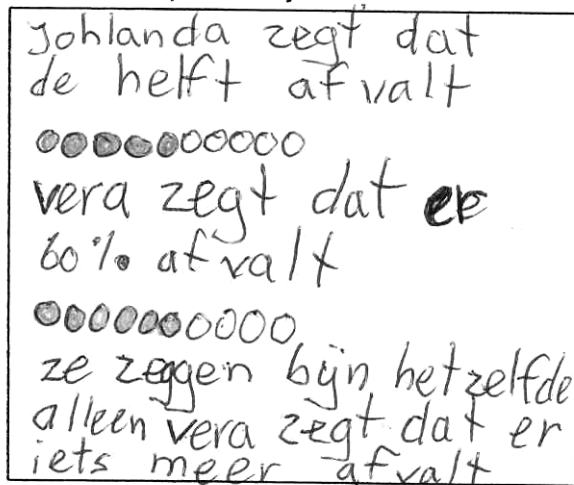 Johlanda zegt dat
de helft afvalt
vera zegt dat er
60% afvalt
ze zeggen bijn hetzelfde
alleen vera zegt dat er
iets meer afvalt